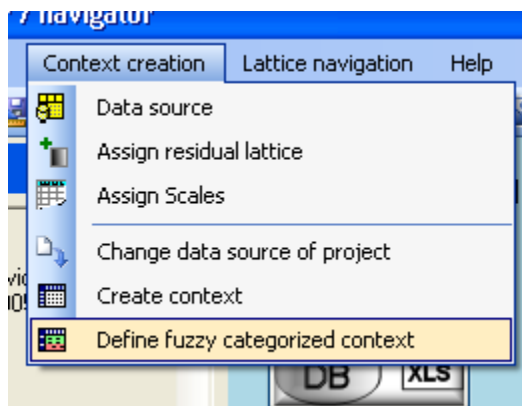 navigator
Context creation Lattice navigation Help
Data source
Assign residual lattice
Assign Scales
Change data source of project
Create context
Define fuzzy categorized context
DB XLS